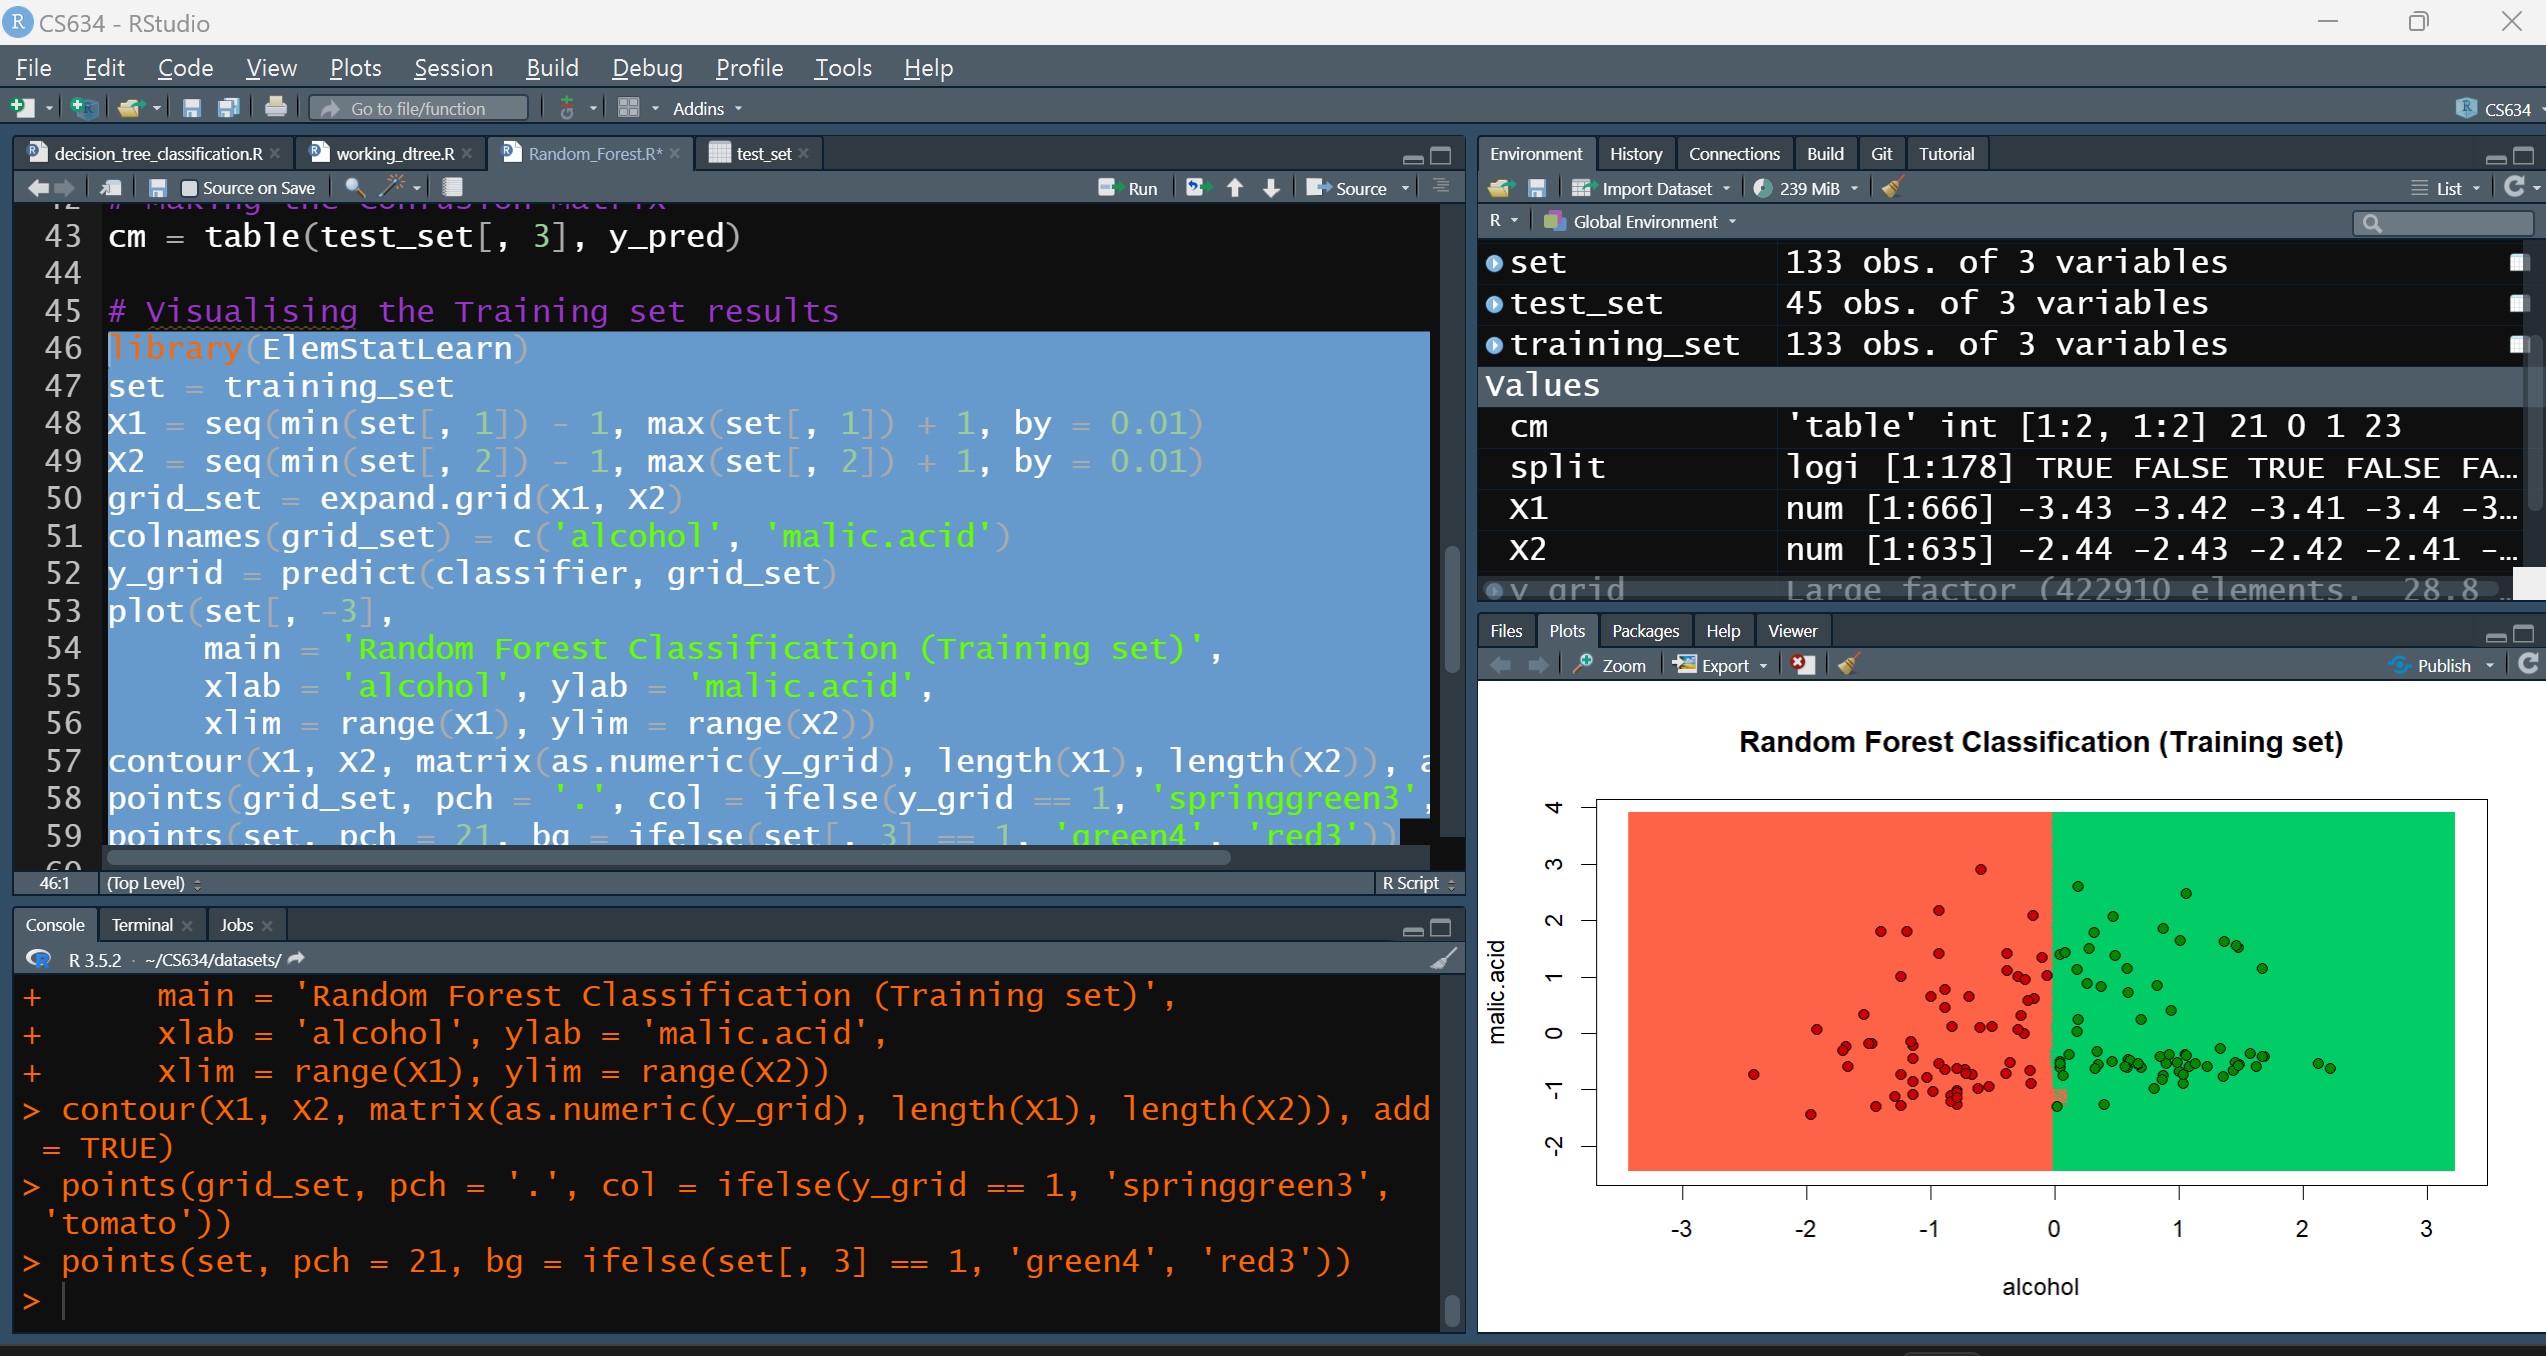 CS634 - RStudio
File Edit Code View Plots Session Build Debug Profile Tools Help
Go to file/function Addins CS634
decision_tree_classification.R working_dtree.R Random_Forest.R* test_set
Source on Save Run Source
42 # Making the Confusion Matrix
43 cm = table(test_set[, 3], y_pred)
44
45 # Visualising the Training set results
46 library(ElemStatLearn)
47 set = training_set
48 X1 = seq(min(set[, 1]) - 1, max(set[, 1]) + 1, by = 0.01)
49 X2 = seq(min(set[, 2]) - 1, max(set[, 2]) + 1, by = 0.01)
50 grid_set = expand.grid(X1, X2)
51 colnames(grid_set) = c('alcohol', 'malic.acid')
52 y_grid = predict(classifier, grid_set)
53 plot(set[, -3],
54 main = 'Random Forest Classification (Training set)',
55 xlab = 'alcohol', ylab = 'malic.acid',
56 xlim = range(X1), ylim = range(X2))
57 contour(X1, X2, matrix(as.numeric(y_grid), length(X1), length(X2)), a
58 points(grid_set, pch = '.', col = ifelse(y_grid == 1, 'springgreen3',
59 points(set, pch = 21, bg = ifelse(set[, 3] == 1, 'green4', 'red3'))
60
46:1 (Top Level) R Script
Console Terminal Jobs
R 3.5.2 · ~/CS634/datasets/
+ main = 'Random Forest Classification (Training set)',
+ xlab = 'alcohol', ylab = 'malic.acid',
+ xlim = range(X1), ylim = range(X2))
> contour(X1, X2, matrix(as.numeric(y_grid), length(X1), length(X2)), add
= TRUE)
> points(grid_set, pch = '.', col = ifelse(y_grid == 1, 'springgreen3',
'tomato'))
> points(set, pch = 21, bg = ifelse(set[, 3] == 1, 'green4', 'red3'))
>
Environment History Connections Build Git Tutorial
Import Dataset 239 MiB List
R Global Environment
set 133 obs. of 3 variables
test_set 45 obs. of 3 variables
training_set 133 obs. of 3 variables
Values
cm 'table' int [1:2, 1:2] 21 0 1 23
split logi [1:178] TRUE FALSE TRUE FALSE FA…
X1 num [1:666] -3.43 -3.42 -3.41 -3.4 -3…
X2 num [1:635] -2.44 -2.43 -2.42 -2.41 -…
y_grid Large factor (422910 elements, 28.8 …
Files Plots Packages Help Viewer
Zoom Export Publish
Random Forest Classification (Training set)
malic.acid
4
3
2
1
0
-1
-2
-3 -2 -1 0 1 2 3
alcohol